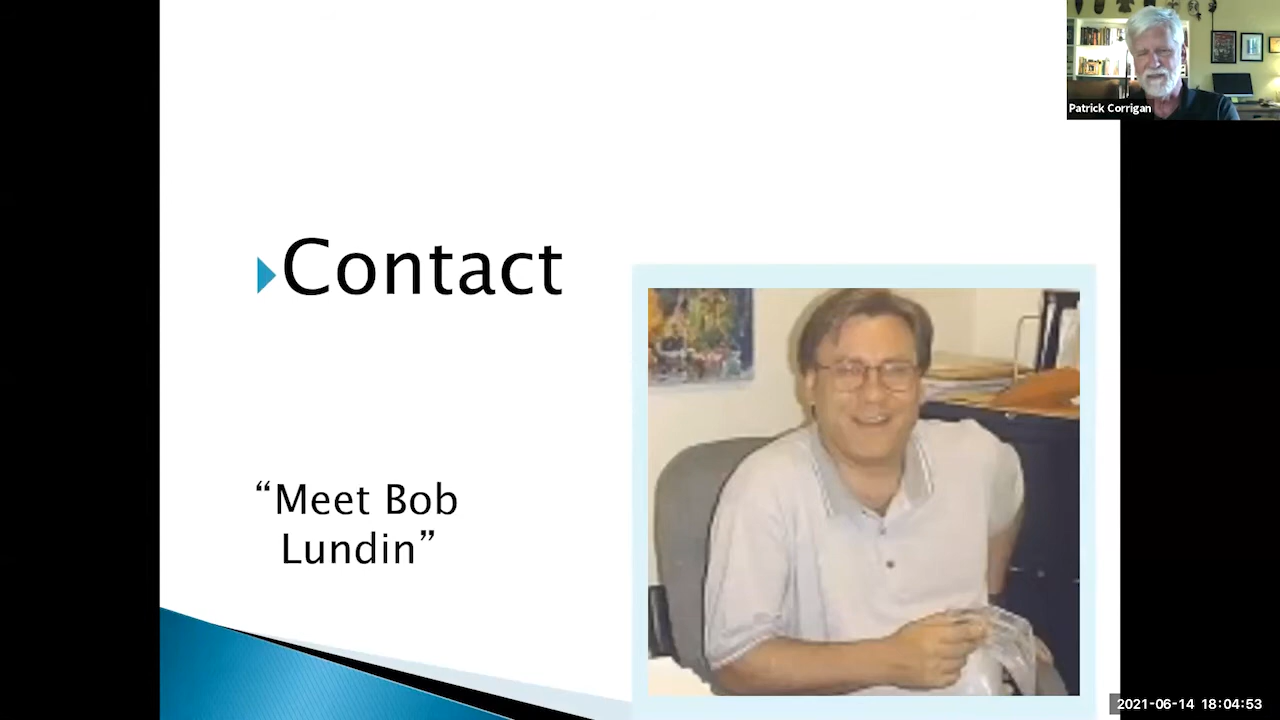 Patrick Corrigan
Contact
“Meet Bob
Lundin”
2021-06-14 18:04:53